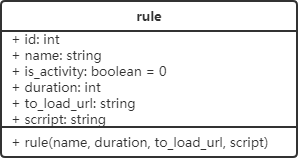 rule
+ id: int
+ name: string
+ is_activity: boolean = 0
+ duration: int
+ to_load_url: string
+ scrript: string
+ rule(name, duration, to_load_url, script)